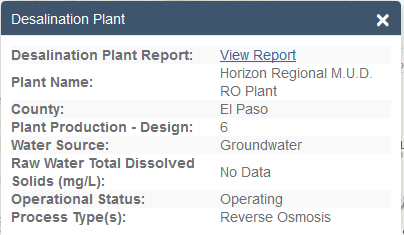 Desalination Plant ×
Desalination Plant Report: View Report
Plant Name: Horizon Regional M.U.D. RO Plant
County: El Paso
Plant Production - Design: 6
Water Source: Groundwater
Raw Water Total Dissolved Solids (mg/L): No Data
Operational Status: Operating
Process Type(s): Reverse Osmosis